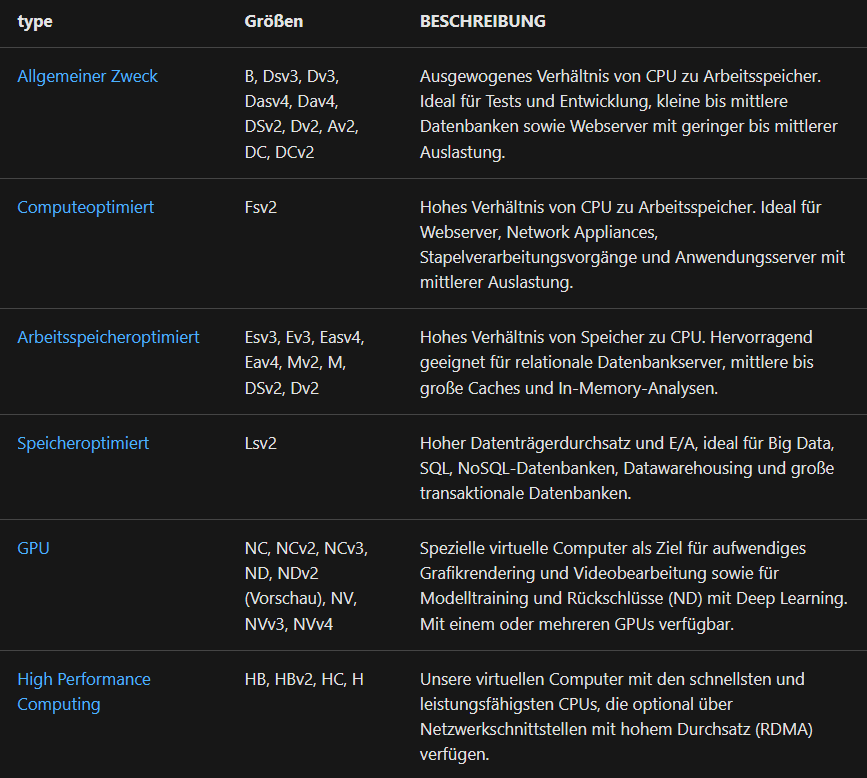 type Größen BESCHREIBUNG
Allgemeiner Zweck B, Dsv3, Dv3, Ausgewogenes Verhältnis von CPU zu Arbeitsspeicher.
Dasv4, Dav4, Ideal für Tests und Entwicklung, kleine bis mittlere
DSv2, Dv2, Av2, Datenbanken sowie Webserver mit geringer bis mittlerer
DC, DCv2 Auslastung.
Computeoptimiert Fsv2 Hohes Verhältnis von CPU zu Arbeitsspeicher. Ideal für
Webserver, Network Appliances,
Stapelverarbeitungsvorgänge und Anwendungsserver mit
mittlerer Auslastung.
Arbeitsspeicheroptimiert Esv3, Ev3, Easv4, Hohes Verhältnis von Speicher zu CPU. Hervorragend
Eav4, Mv2, M, geeignet für relationale Datenbankserver, mittlere bis
DSv2, Dv2 große Caches und In-Memory-Analysen.
Speicheroptimiert Lsv2 Hoher Datenträgerdurchsatz und E/A, ideal für Big Data,
SQL, NoSQL-Datenbanken, Datawarehousing und große
transaktionale Datenbanken.
GPU NC, NCv2, NCv3, Spezielle virtuelle Computer als Ziel für aufwendiges
ND, NDv2 Grafikrendering und Videobearbeitung sowie für
(Vorschau), NV, Modelltraining und Rückschlüsse (ND) mit Deep Learning.
NVv3, NVv4 Mit einem oder mehreren GPUs verfügbar.
High Performance HB, HBv2, HC, H Unsere virtuellen Computer mit den schnellsten und
Computing leistungsfähigsten CPUs, die optional über
Netzwerkschnittstellen mit hohem Durchsatz (RDMA)
verfügen.